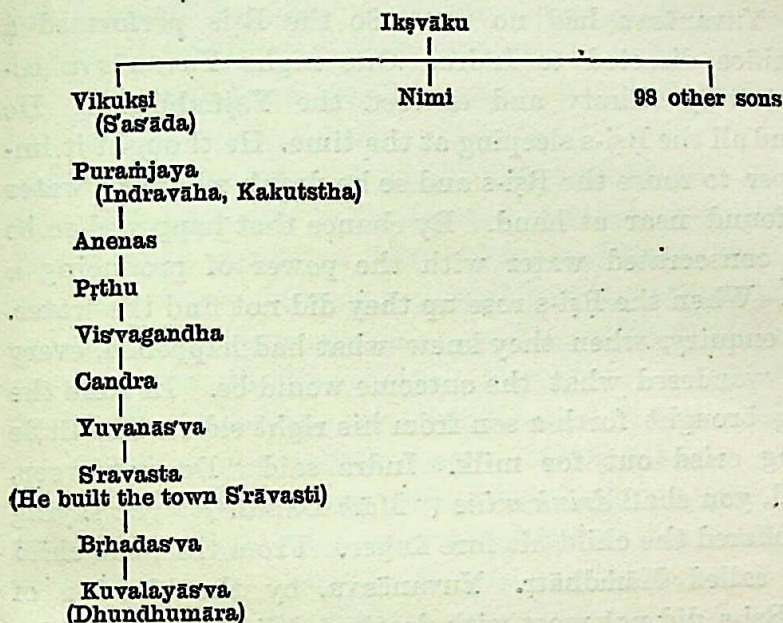 Ikṣvāku
Vikukṣi Nimi 98 other sons
(S'as'āda)
Puraṁjaya
(Indravāha, Kakutstha)
Anenas
Pṛthu
Vis'vagandha
Candra
Yuvanās'va
S'ravasta
(He built the town S'rāvasti)
Bṛhadas'va
Kuvalayās'va
(Dhundhumāra)